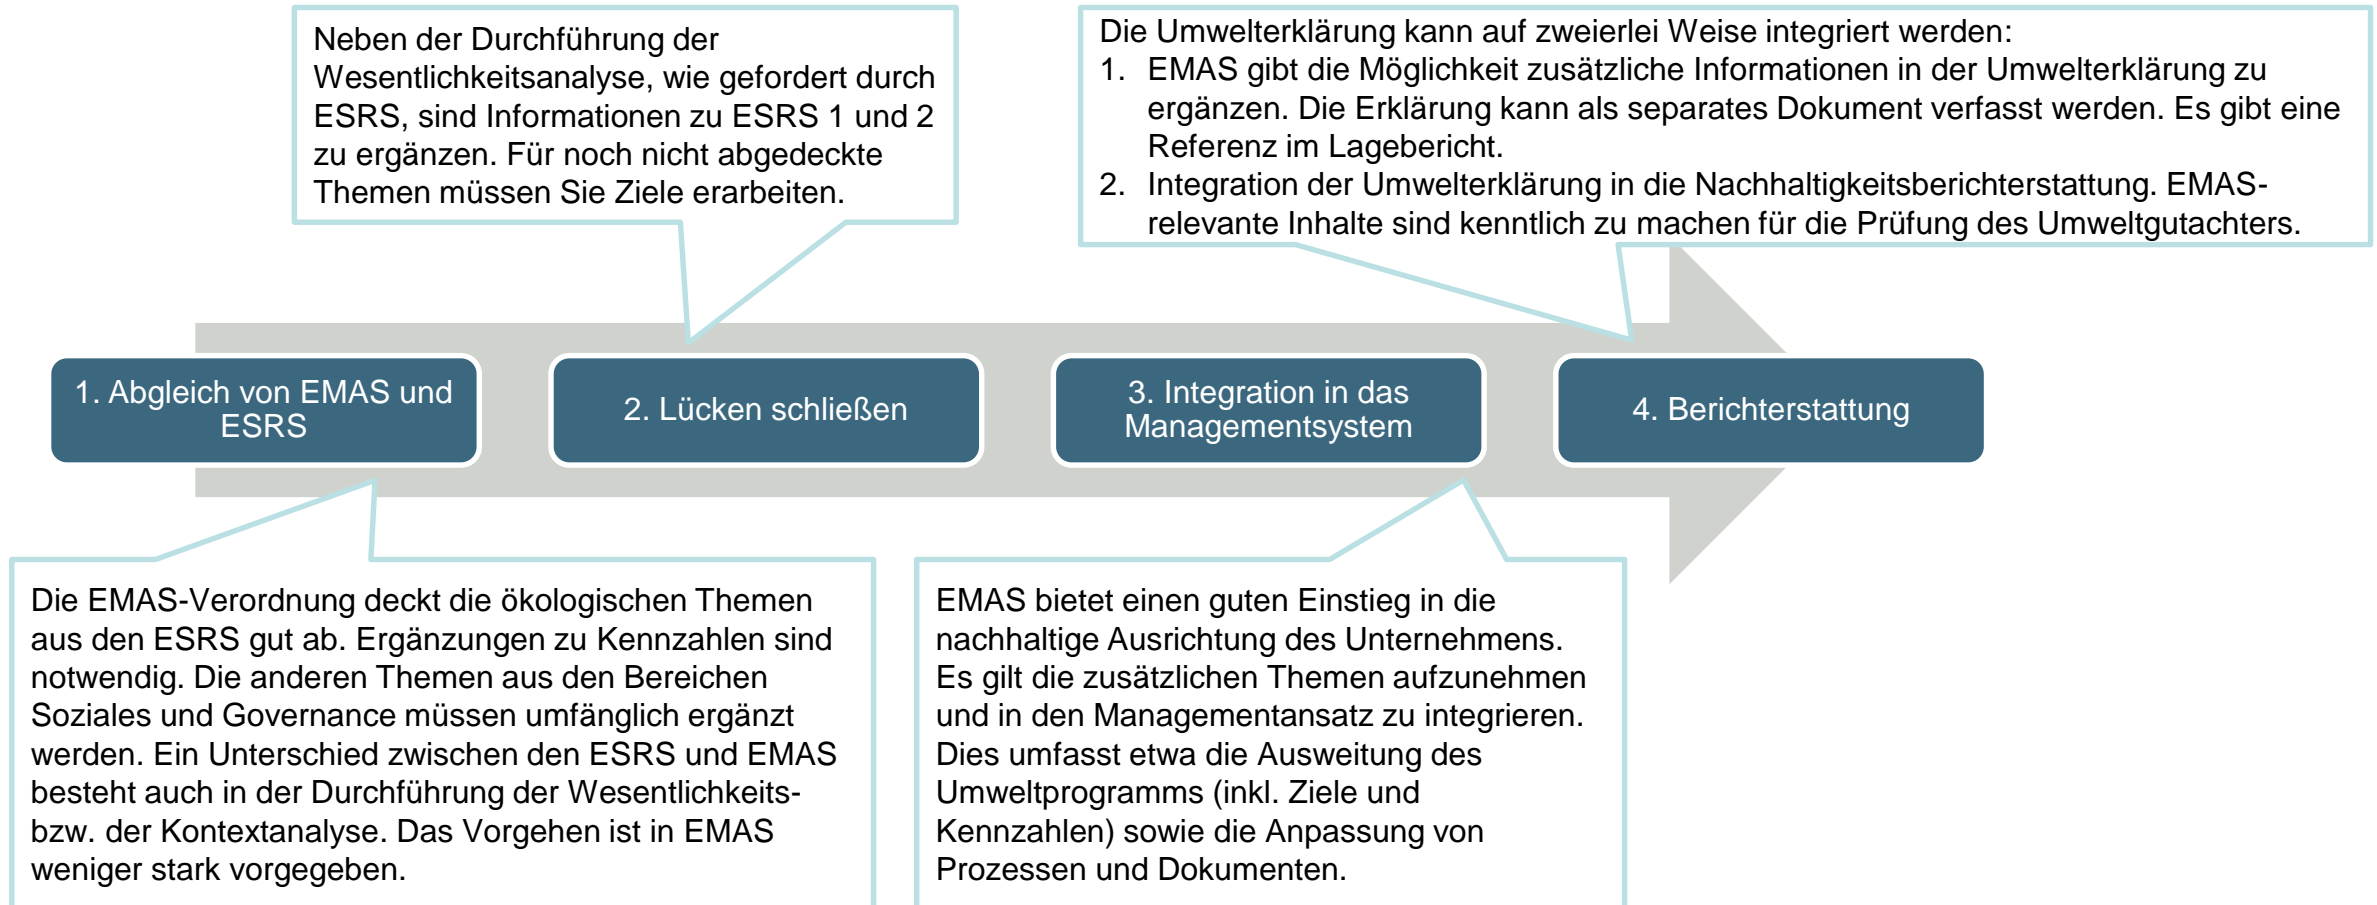 Neben der Durchführung der
Wesentlichkeitsanalyse, wie gefordert durch
ESRS, sind Informationen zu ESRS 1 und 2
zu ergänzen. Für noch nicht abgedeckte
Themen müssen Sie Ziele erarbeiten.
Die Umwelterklärung kann auf zweierlei Weise integriert werden:
1. EMAS gibt die Möglichkeit zusätzliche Informationen in der Umwelterklärung zu
ergänzen. Die Erklärung kann als separates Dokument verfasst werden. Es gibt eine
Referenz im Lagebericht.
2. Integration der Umwelterklärung in die Nachhaltigkeitsberichterstattung. EMAS-
relevante Inhalte sind kenntlich zu machen für die Prüfung des Umweltgutachters.
1. Abgleich von EMAS und
ESRS
2. Lücken schließen
3. Integration in das
Managementsystem
4. Berichterstattung
Die EMAS-Verordnung deckt die ökologischen Themen
aus den ESRS gut ab. Ergänzungen zu Kennzahlen sind
notwendig. Die anderen Themen aus den Bereichen
Soziales und Governance müssen umfänglich ergänzt
werden. Ein Unterschied zwischen den ESRS und EMAS
besteht auch in der Durchführung der Wesentlichkeits-
bzw. der Kontextanalyse. Das Vorgehen ist in EMAS
weniger stark vorgegeben.
EMAS bietet einen guten Einstieg in die
nachhaltige Ausrichtung des Unternehmens.
Es gilt die zusätzlichen Themen aufzunehmen
und in den Managementansatz zu integrieren.
Dies umfasst etwa die Ausweitung des
Umweltprogramms (inkl. Ziele und
Kennzahlen) sowie die Anpassung von
Prozessen und Dokumenten.